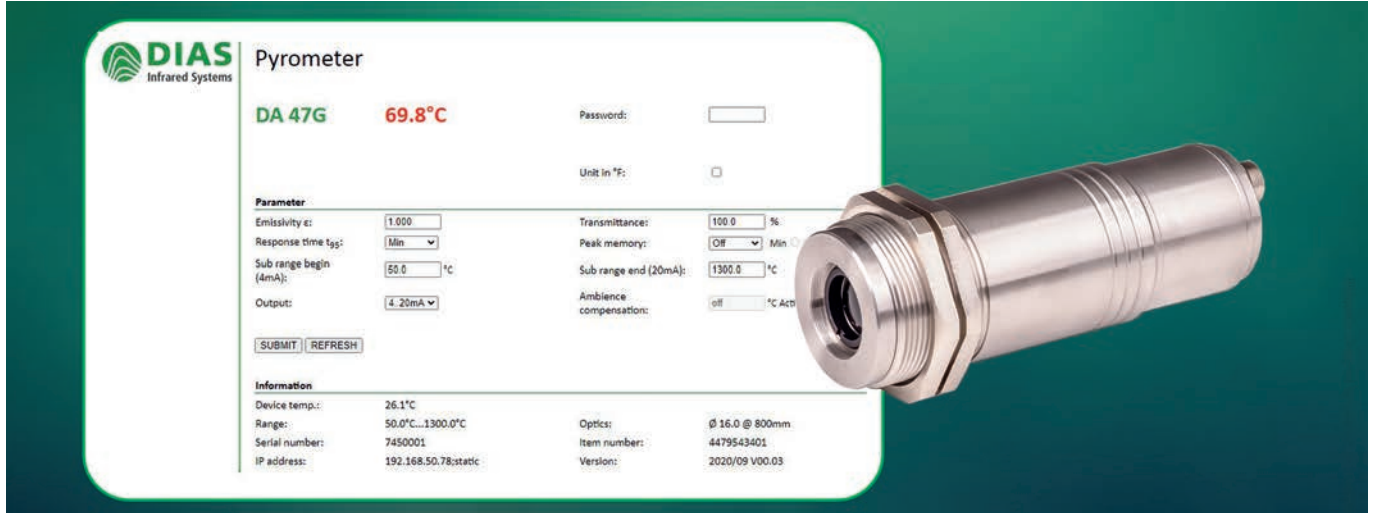 DIAS
Infrared Systems
Pyrometer
DA 47G 69.8°C Password:
Unit in °F:
Parameter
Emissivity ε: 1.000 Transmittance: 100.0 %
Response time t95: Min Peak memory: Off Min
Sub range begin (4mA): 50.0 °C Sub range end (20mA): 1300.0 °C
Output: 4..20mA Ambience compensation: off °C
SUBMIT REFRESH
Information
Device temp.: 26.1°C
Range: 50.0°C...1300.0°C Optics: Ø 16.0 @ 800mm
Serial number: 7450001 Item number: 4479543401
IP address: 192.168.50.78;static Version: 2020/09 V00.03